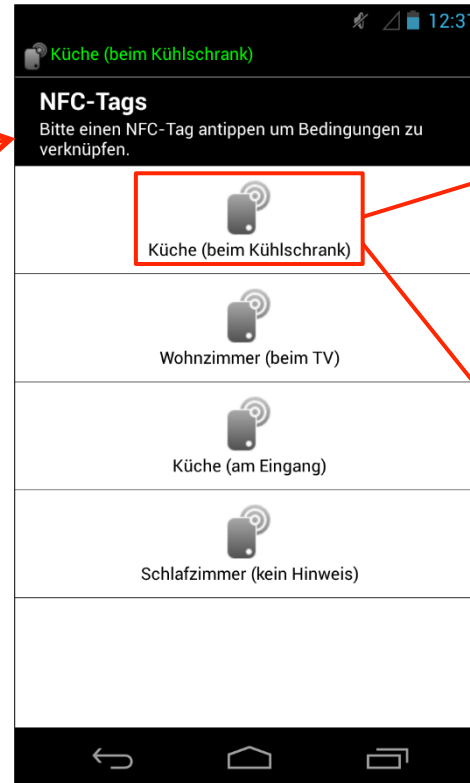 12:31
Küche (beim Kühlschrank)
NFC-Tags
Bitte einen NFC-Tag antippen um Bedingungen zu
verknüpfen.
Küche (beim Kühlschrank)
Wohnzimmer (beim TV)
Küche (am Eingang)
Schlafzimmer (kein Hinweis)